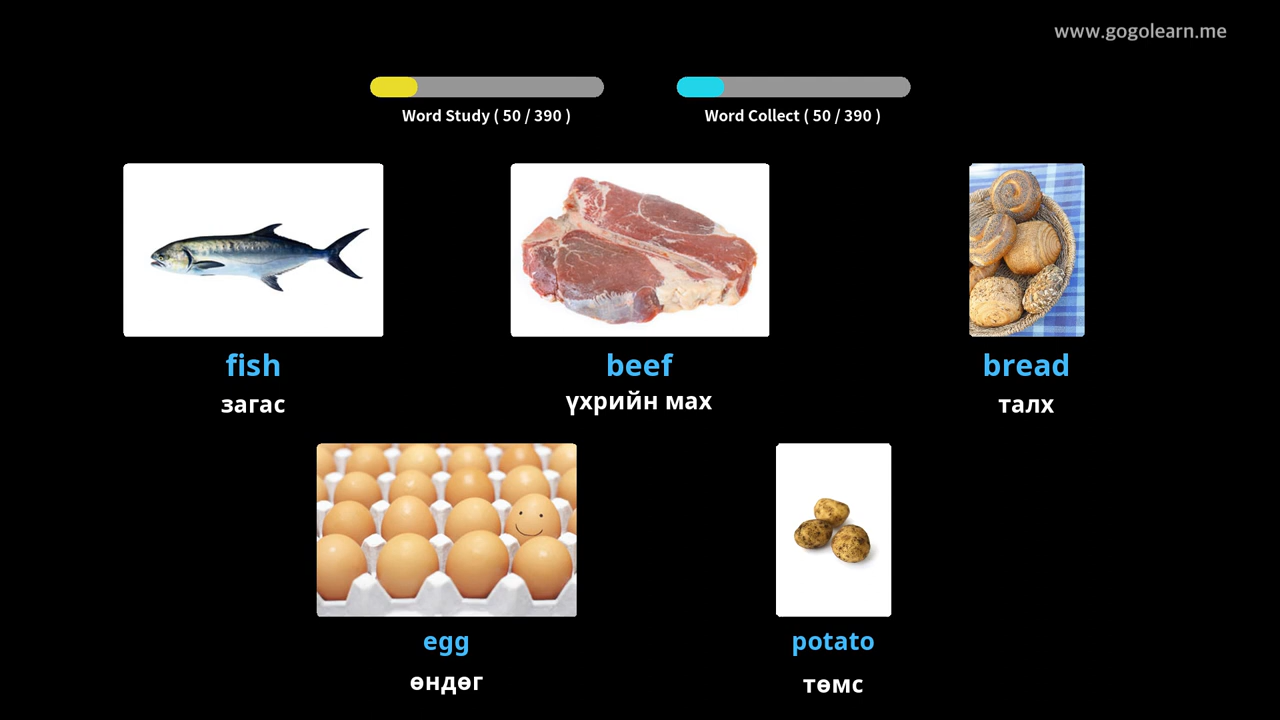 www.gogolearn.me
Word Study ( 50 / 390 )
Word Collect ( 50 / 390 )
fish
beef
bread
загас
үхрийн мах
талх
egg
potato
өндөг
төмс